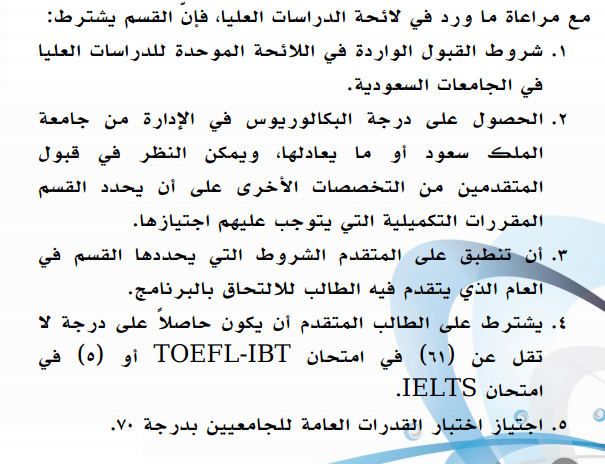 مع مراعاة ما ورد في لائحة الدراسات العليا، فإنّ القسم يشترط:
١. شروط القبول الواردة في اللائحة الموحدة للدراسات العليا
في الجامعات السعودية.
٢. الحصول على درجة البكالوريوس في الإدارة من جامعة
الملك سعود أو ما يعادلها، ويمكن النظر في قبول
المتقدمين من التخصصات الأخرى على أن يحدد القسم
المقررات التكميلية التي يتوجب عليهم اجتيازها.
٣. أن تنطبق على المتقدم الشروط التي يحددها القسم في
العام الذي يتقدم فيه الطالب للالتحاق بالبرنامج.
٤. يشترط على الطالب المتقدم أن يكون حاصلاً على درجة لا
تقل عن (٦١) في امتحان TOEFL-IBT أو (٥) في
امتحان IELTS.
٥. اجتياز اختبار القدرات العامة للجامعيين بدرجة ٧٠.